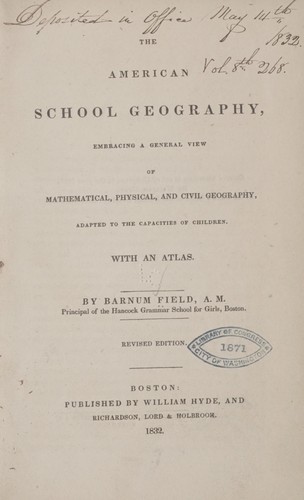 Deposited in Office May 14th
1832.
Vol. 8th 268.
THE
AMERICAN
SCHOOL GEOGRAPHY,
EMBRACING A GENERAL VIEW
OF
MATHEMATICAL, PHYSICAL, AND CIVIL GEOGRAPHY,
ADAPTED TO THE CAPACITIES OF CHILDREN.
WITH AN ATLAS.
BY BARNUM FIELD, A. M.
Principal of the Hancock Grammar School for Girls, Boston.
REVISED EDITION.
LIBRARY OF CONGRESS
1871
CITY OF WASHINGTON
BOSTON:
PUBLISHED BY WILLIAM HYDE, AND
RICHARDSON, LORD & HOLBROOK.
1832.